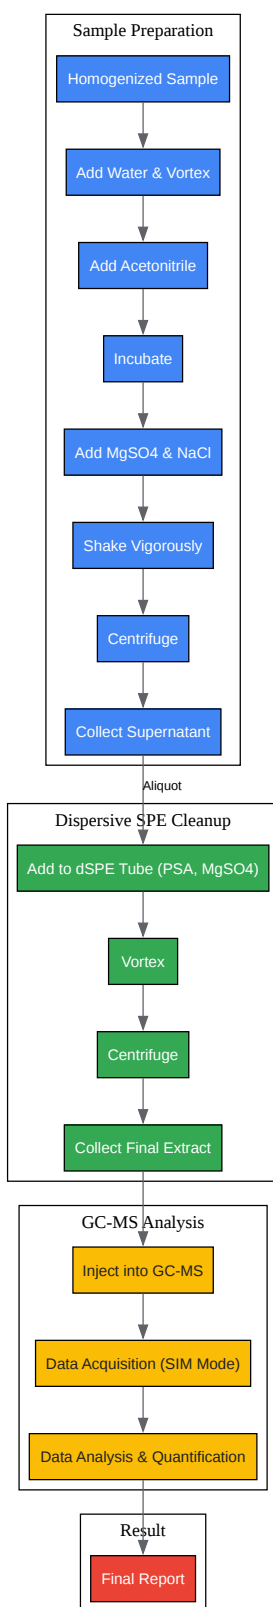 Sample Preparation
Homogenized Sample
Add Water & Vortex
Add Acetonitrile
Incubate
Add MgSO4 & NaCl
Shake Vigorously
Centrifuge
Collect Supernatant
Aliquot
Dispersive SPE Cleanup
Add to dSPE Tube (PSA, MgSO4)
Vortex
Centrifuge
Collect Final Extract
GC-MS Analysis
Inject into GC-MS
Data Acquisition (SIM Mode)
Data Analysis & Quantification
Result
Final Report